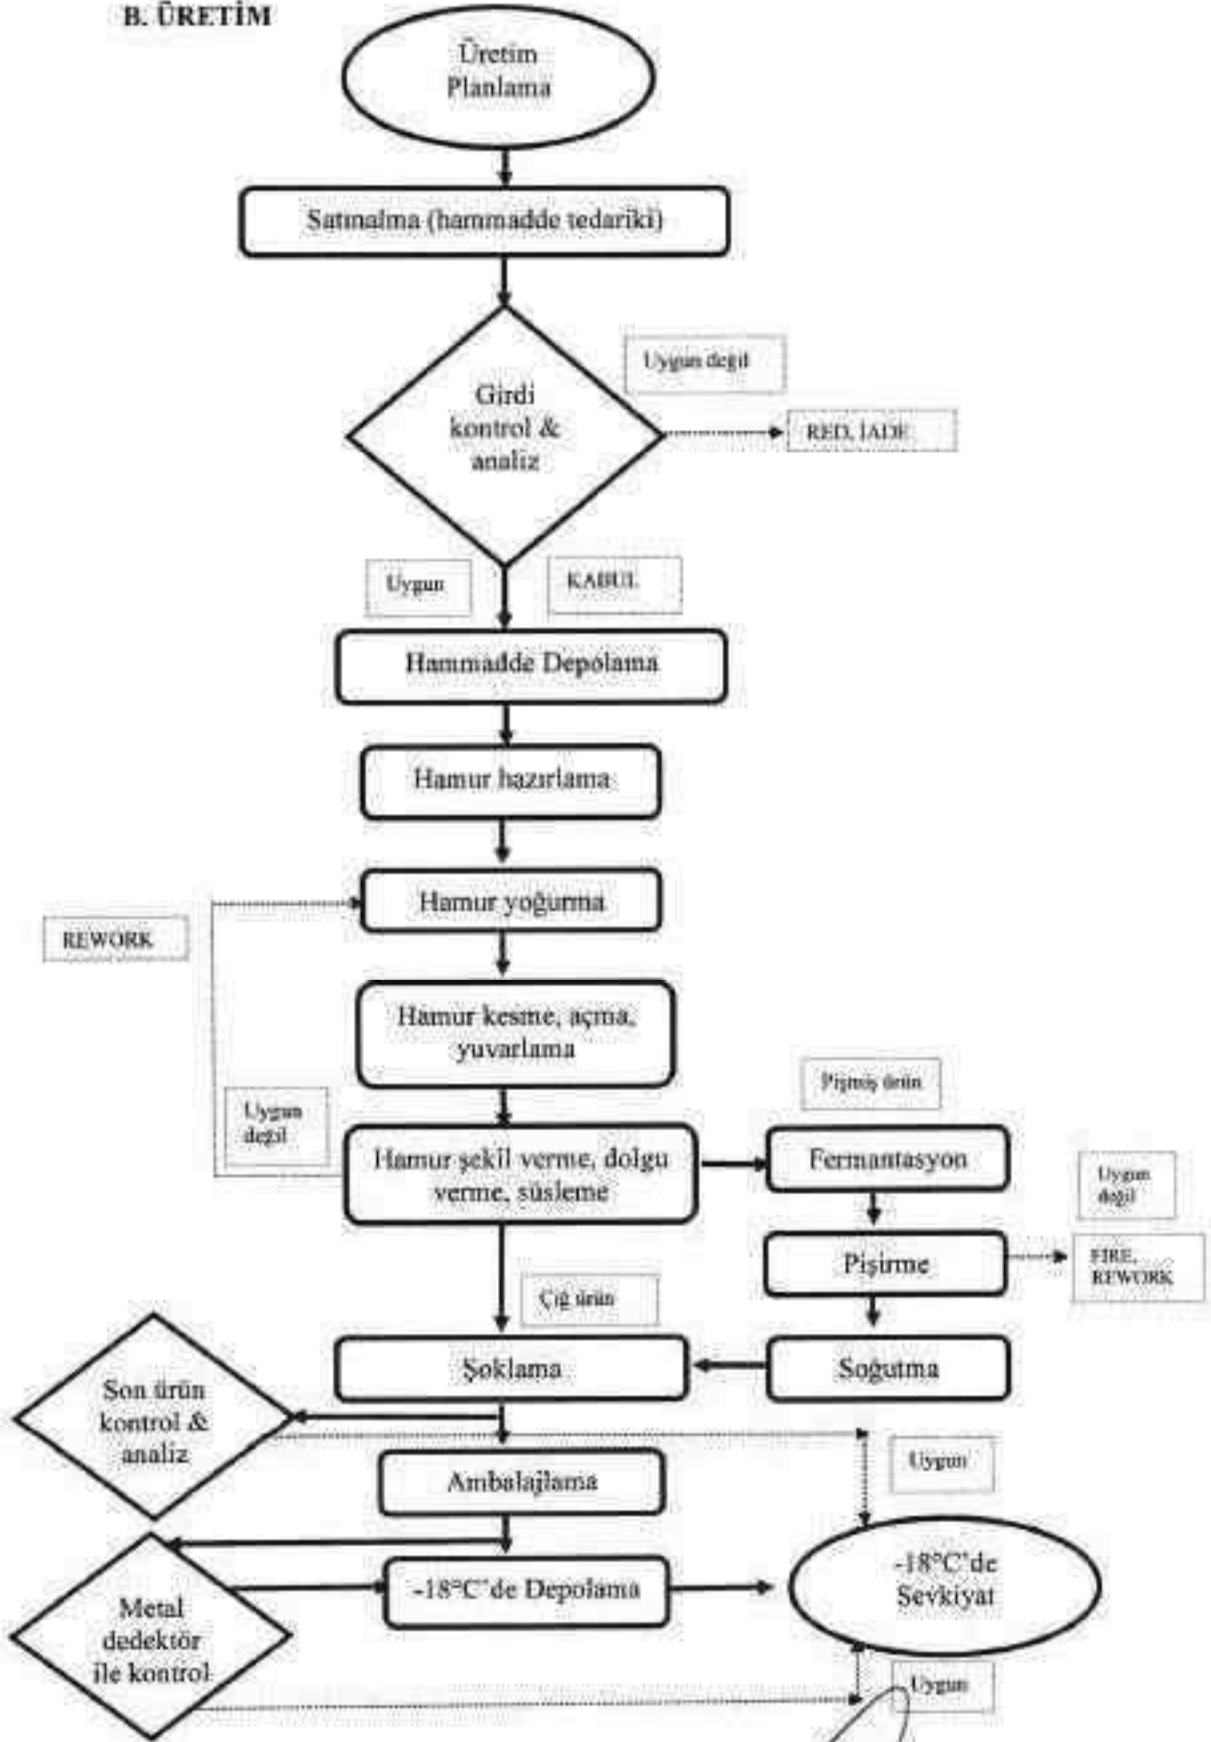 B. ÜRETİM
Üretim
Planlama
Satınalma (hammadde tedariki)
Uygun değil
Girdi
kontrol &
analiz
RED, İADE
Uygun
KABUL
Hammadde Depolama
Hamur hazırlama
Hamur yoğurma
REWORK
Hamur kesme, açma,
yuvarlama
Pişmiş ürün
Uygun
değil
Hamur şekil verme, dolgu
verme, süsleme
Fermantasyon
Uygun
değil
Pişirme
FIRE,
REWORK
Çığ ürün
Şoklama
Soğutma
Son ürün
kontrol &
analiz
Uygun
Ambalajlama
-18°C'de Depolama
-18°C'de
Sevkiyat
Metal
dedektör
ile kontrol
Uygun